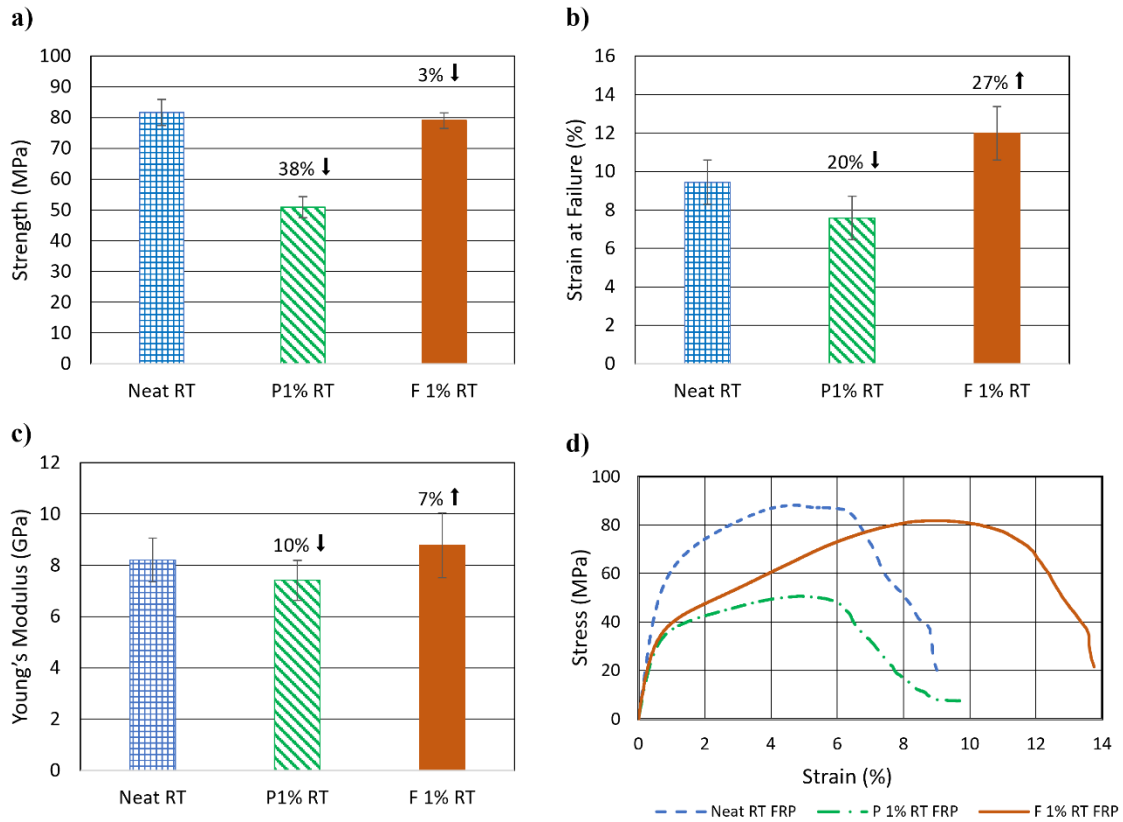 a)
100
90
80
70
60
50
40
30
20
10
0
Strength (MPa)
38% ⬇
3% ⬇
Neat RT
P1% RT
F 1% RT
b)
16
14
12
10
8
6
4
2
0
Strain at Failure (%)
20% ⬇
27% ⬆
Neat RT
P1% RT
F 1% RT
c)
12
10
8
6
4
2
0
Young's Modulus (GPa)
10% ⬇
7% ⬆
Neat RT
P1% RT
F 1% RT
d)
100
80
60
40
20
0
Stress (MPa)
0 2 4 6 8 10 12 14
Strain (%)
Neat RT FRP P 1% RT FRP F 1% RT FRP